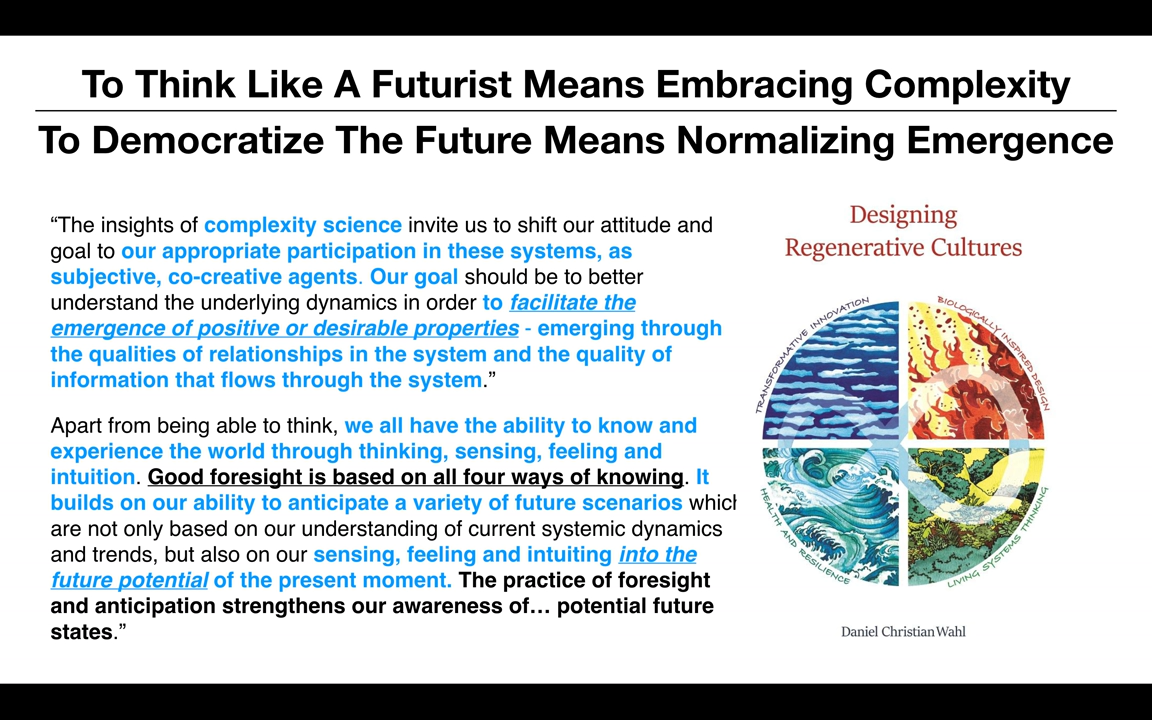 To Think Like A Futurist Means Embracing Complexity
To Democratize The Future Means Normalizing Emergence
“The insights of complexity science invite us to shift our attitude and
goal to our appropriate participation in these systems, as
subjective, co-creative agents. Our goal should be to better
understand the underlying dynamics in order to facilitate the
emergence of positive or desirable properties - emerging through
the qualities of relationships in the system and the quality of
information that flows through the system.”
Apart from being able to think, we all have the ability to know and
experience the world through thinking, sensing, feeling and
intuition. Good foresight is based on all four ways of knowing. It
builds on our ability to anticipate a variety of future scenarios which
are not only based on our understanding of current systemic dynamics
and trends, but also on our sensing, feeling and intuiting into the
future potential of the present moment. The practice of foresight
and anticipation strengthens our awareness of… potential future
states.”
Designing
Regenerative Cultures
TRANSFORMATIVE INNOVATION
BIOLOGICALLY INSPIRED DESIGN
HEALTH AND RESILIENCE
LIVING SYSTEMS THINKING
Daniel Christian Wahl